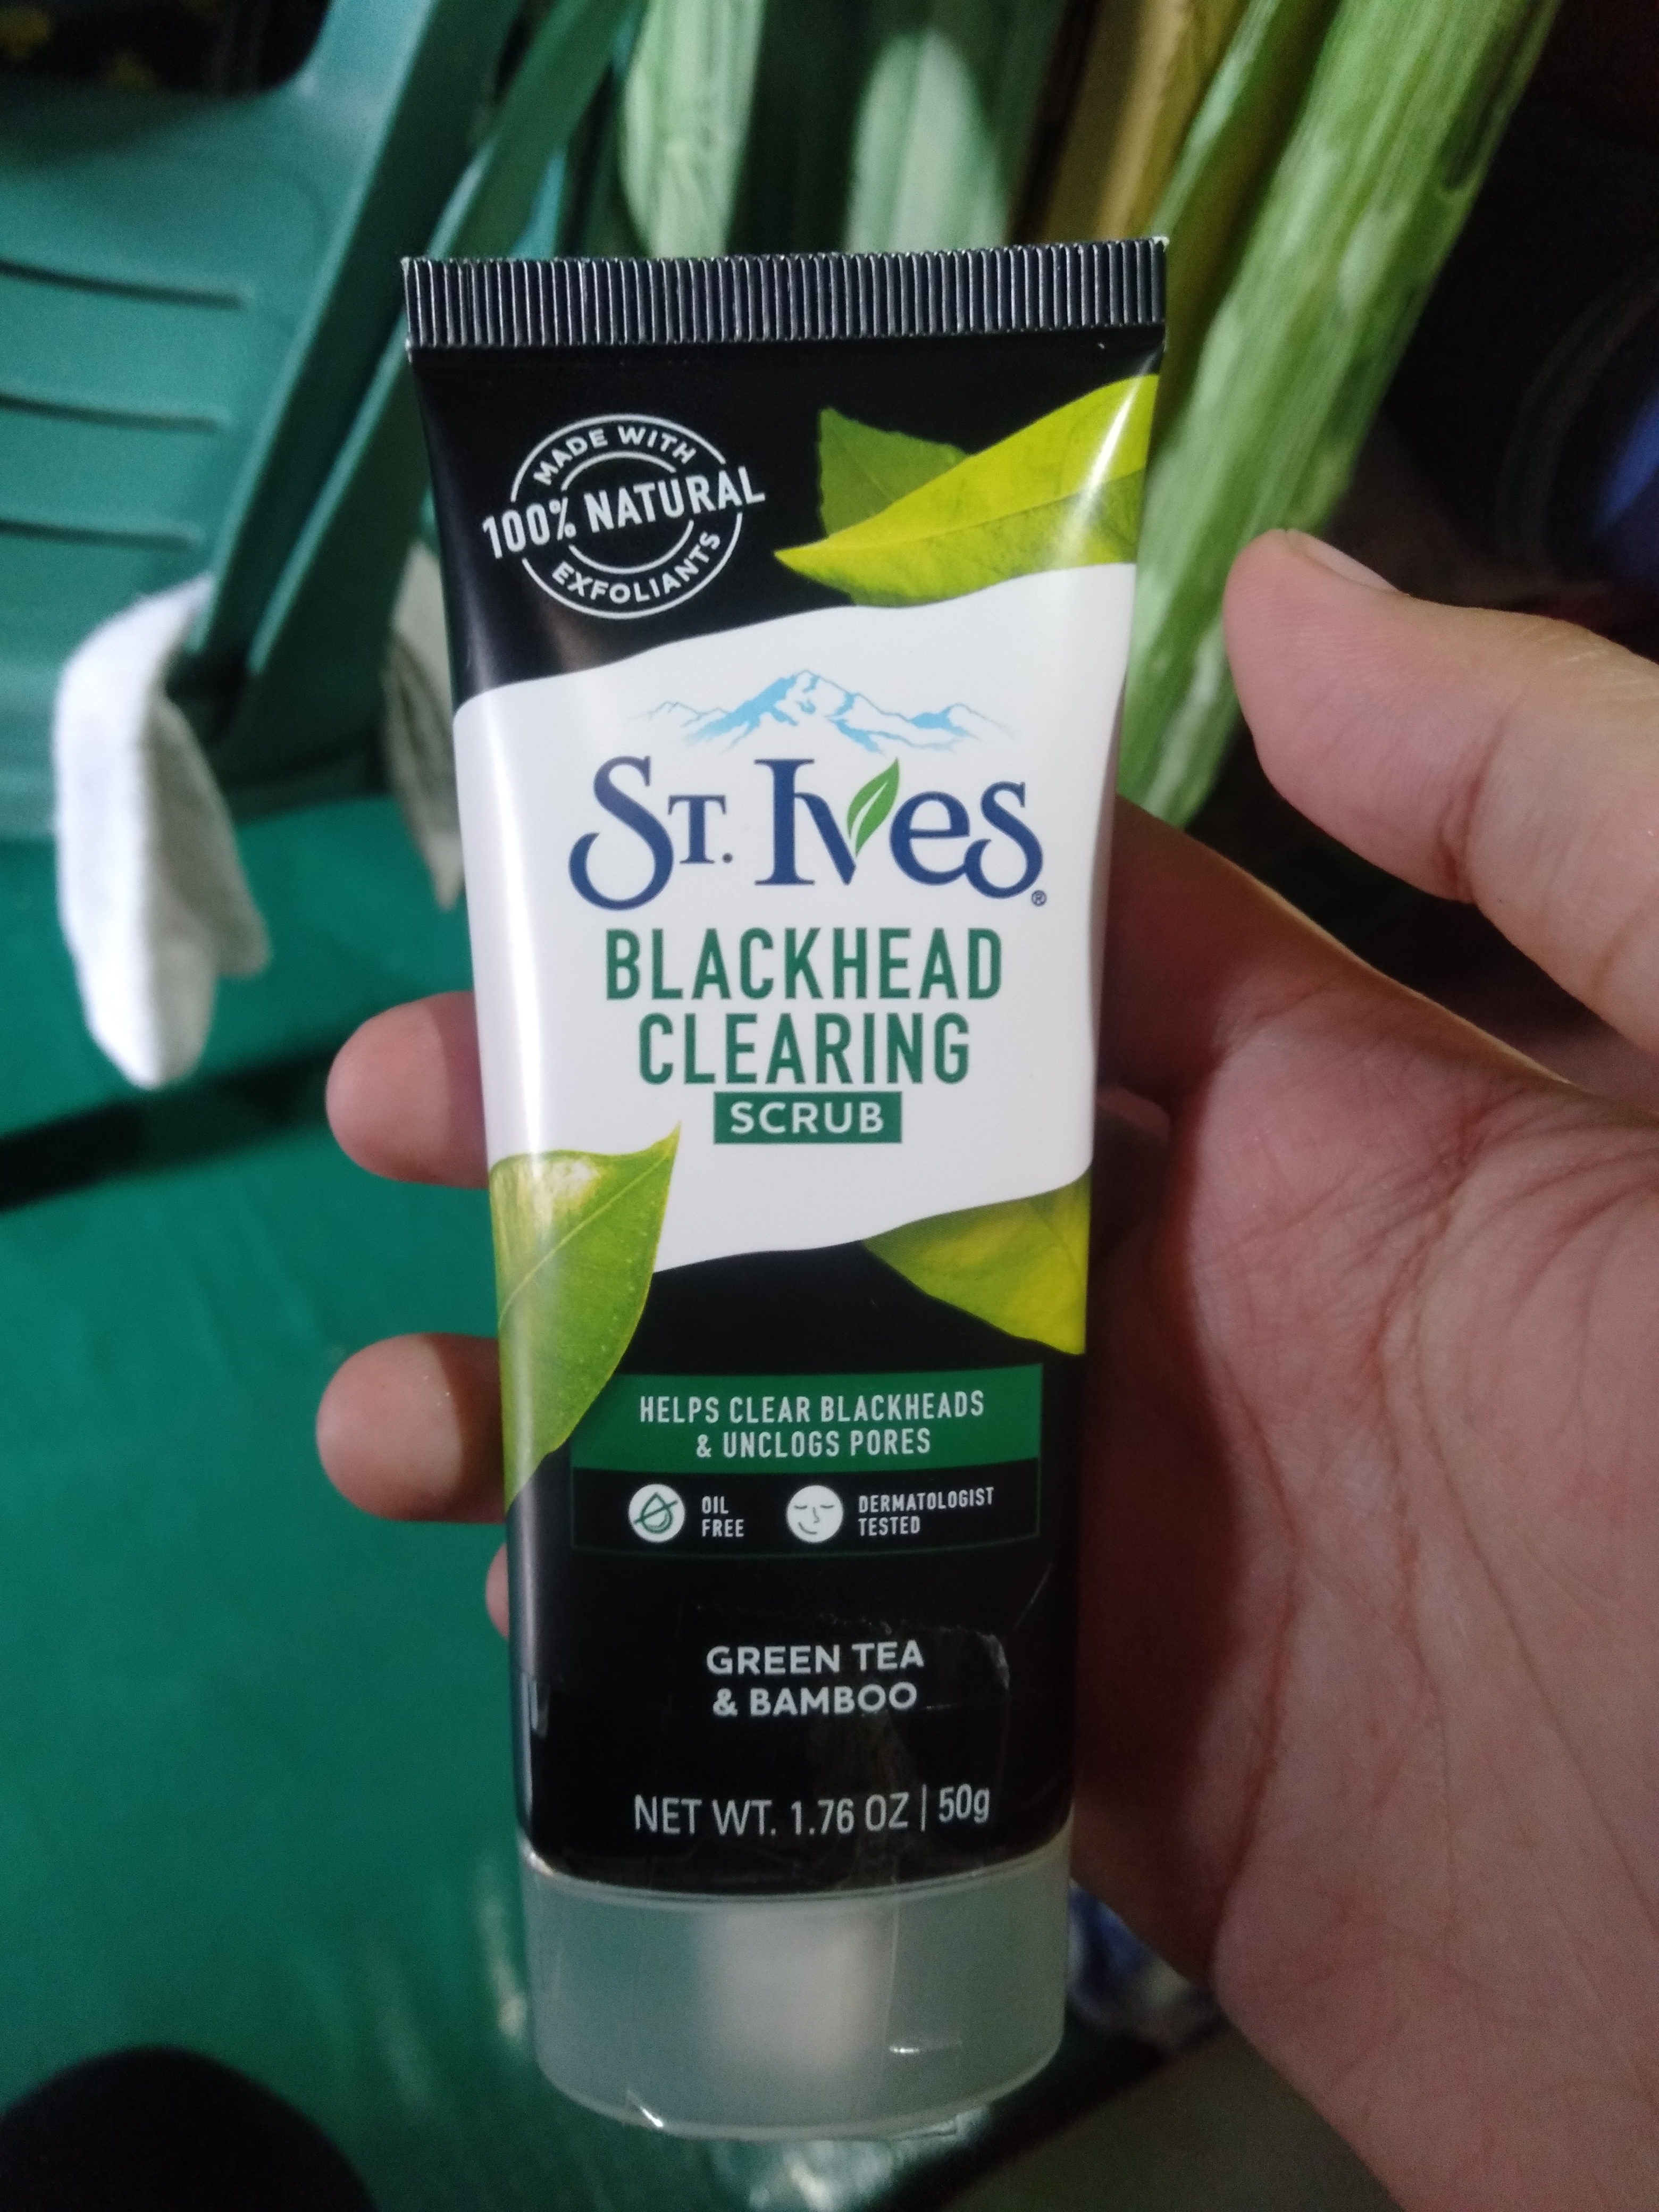 MADE WITH
100% NATURAL
EXFOLIANTS
ST. IVES®
BLACKHEAD
CLEARING
SCRUB
HELPS CLEAR BLACKHEADS
& UNCLOGS PORES
OIL
FREE
DERMATOLOGIST
TESTED
GREEN TEA
& BAMBOO
NET WT. 1.76 OZ | 50g